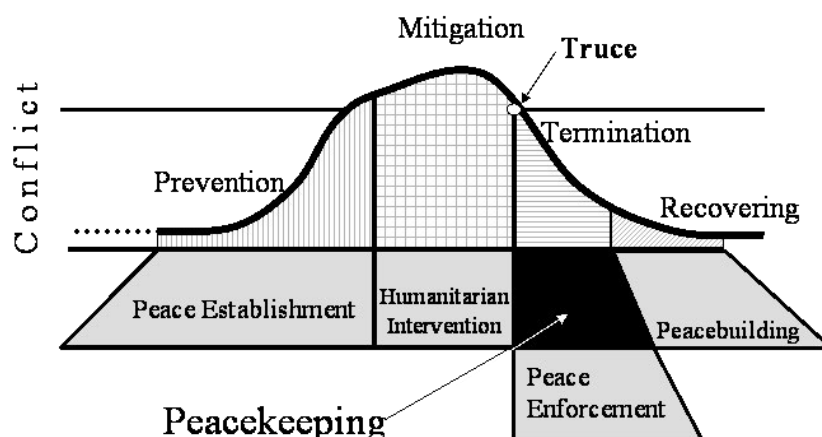 Mitigation
Truce
Conflict
Termination
Prevention
Recovering
Peace Establishment
Humanitarian
Intervention
Peacebuilding
Peace
Enforcement
Peacekeeping